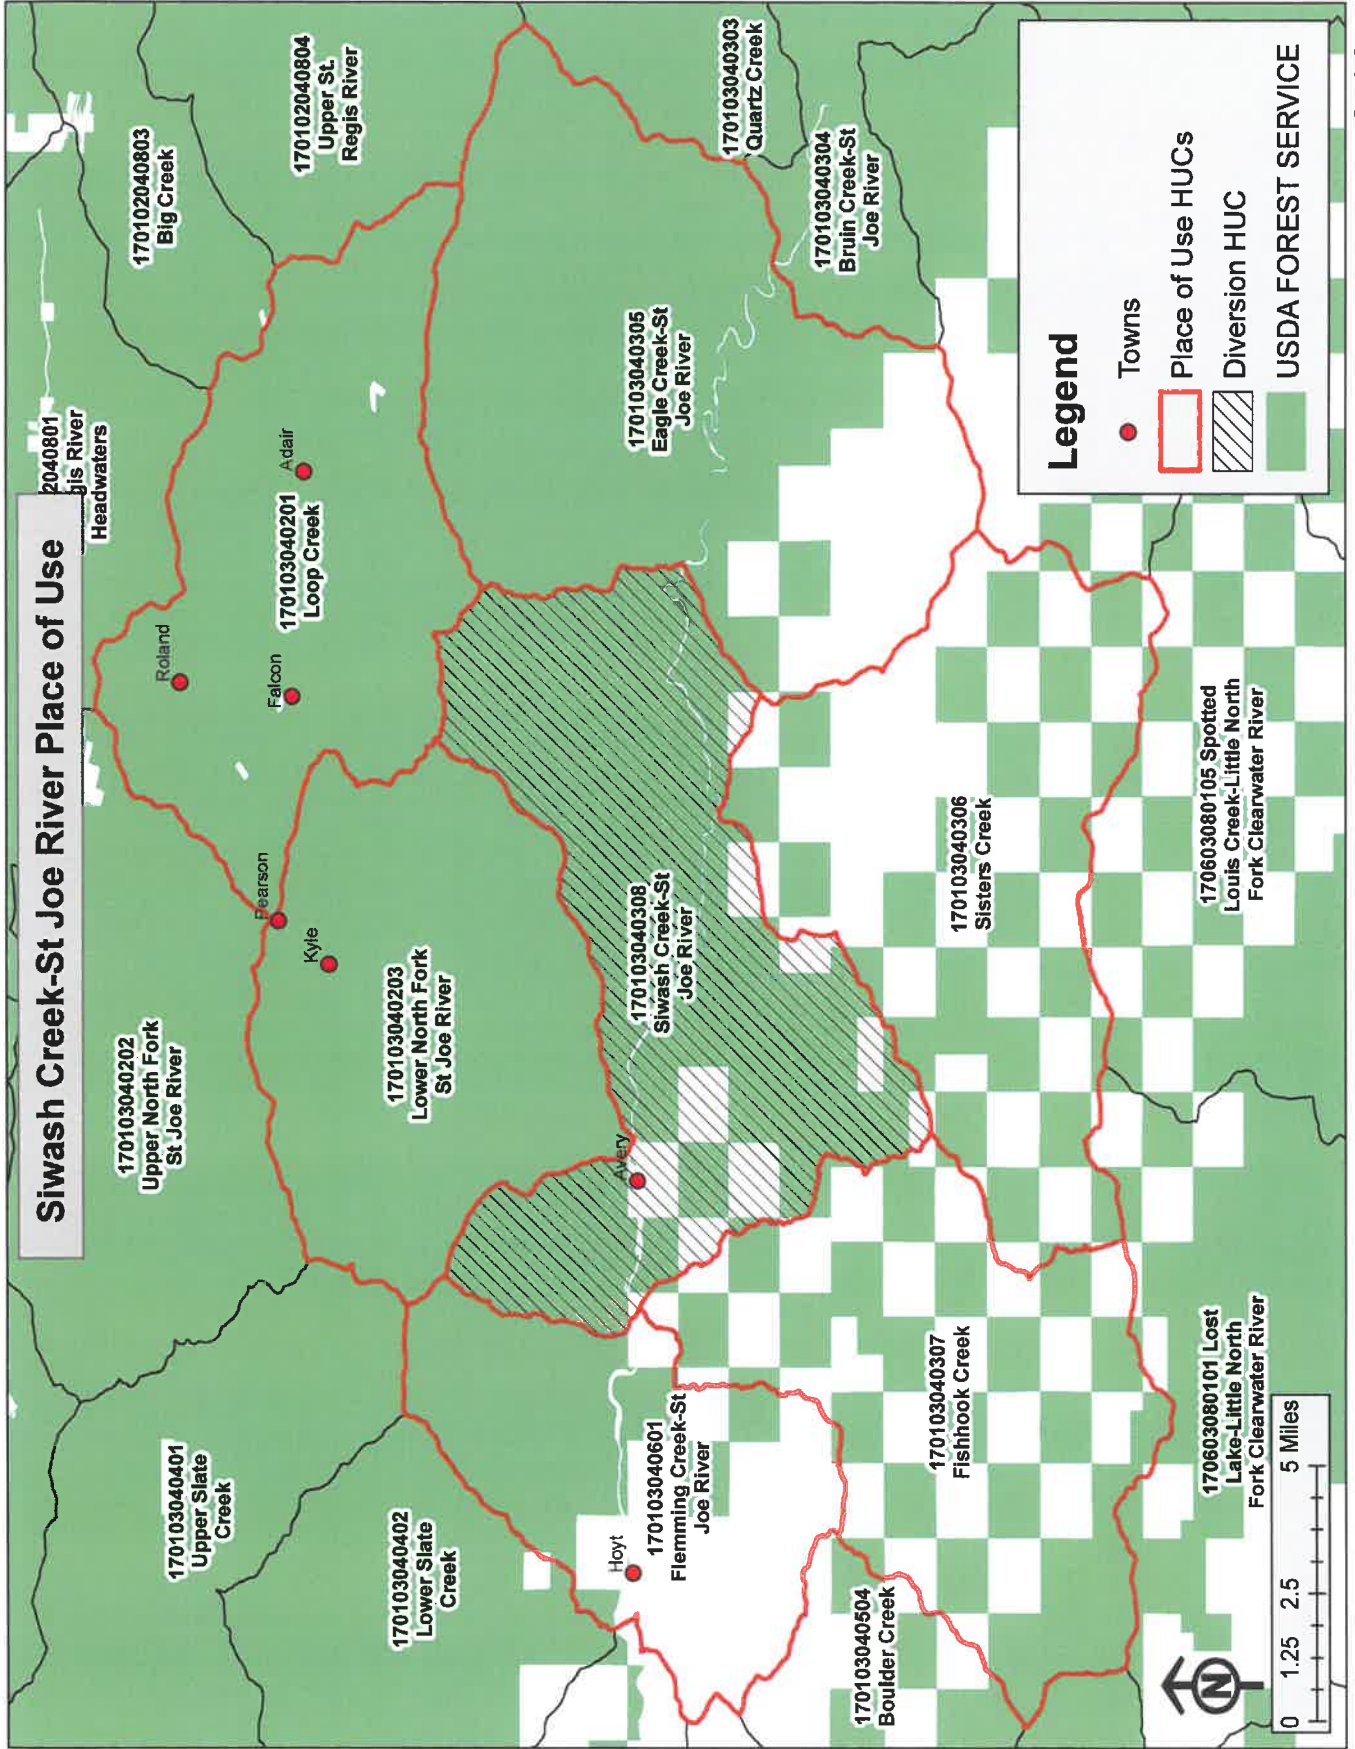 Siwash Creek-St Joe River Place of Use
2040801
gis River
Headwaters
170102040803
Big Creek
170102040804
Upper St.
Regis River
170103040202
Upper North Fork
St Joe River
Roland
Falcon
Adair
170103040201
Loop Creek
Pearson
Kyle
170103040203
Lower North Fork
St Joe River
170103040401
Upper Slate
Creek
170103040402
Lower Slate
Creek
170103040303
Quartz Creek
170103040304
Bruin Creek-St
Joe River
170103040305
Eagle Creek-St
Joe River
170103040308
Siwash Creek-St
Joe River
Avery
Hoyt
170103040601
Flemming Creek-St
Joe River
170103040306
Sisters Creek
170103040307
Fishhook Creek
170103040504
Boulder Creek
170603080105 Spotted
Louis Creek-Little North
Fork Clearwater River
170603080101 Lost
Lake-Little North
Fork Clearwater River
Legend
Towns
Place of Use HUCs
Diversion HUC
USDA FOREST SERVICE
N
0 1.25 2.5 5 Miles